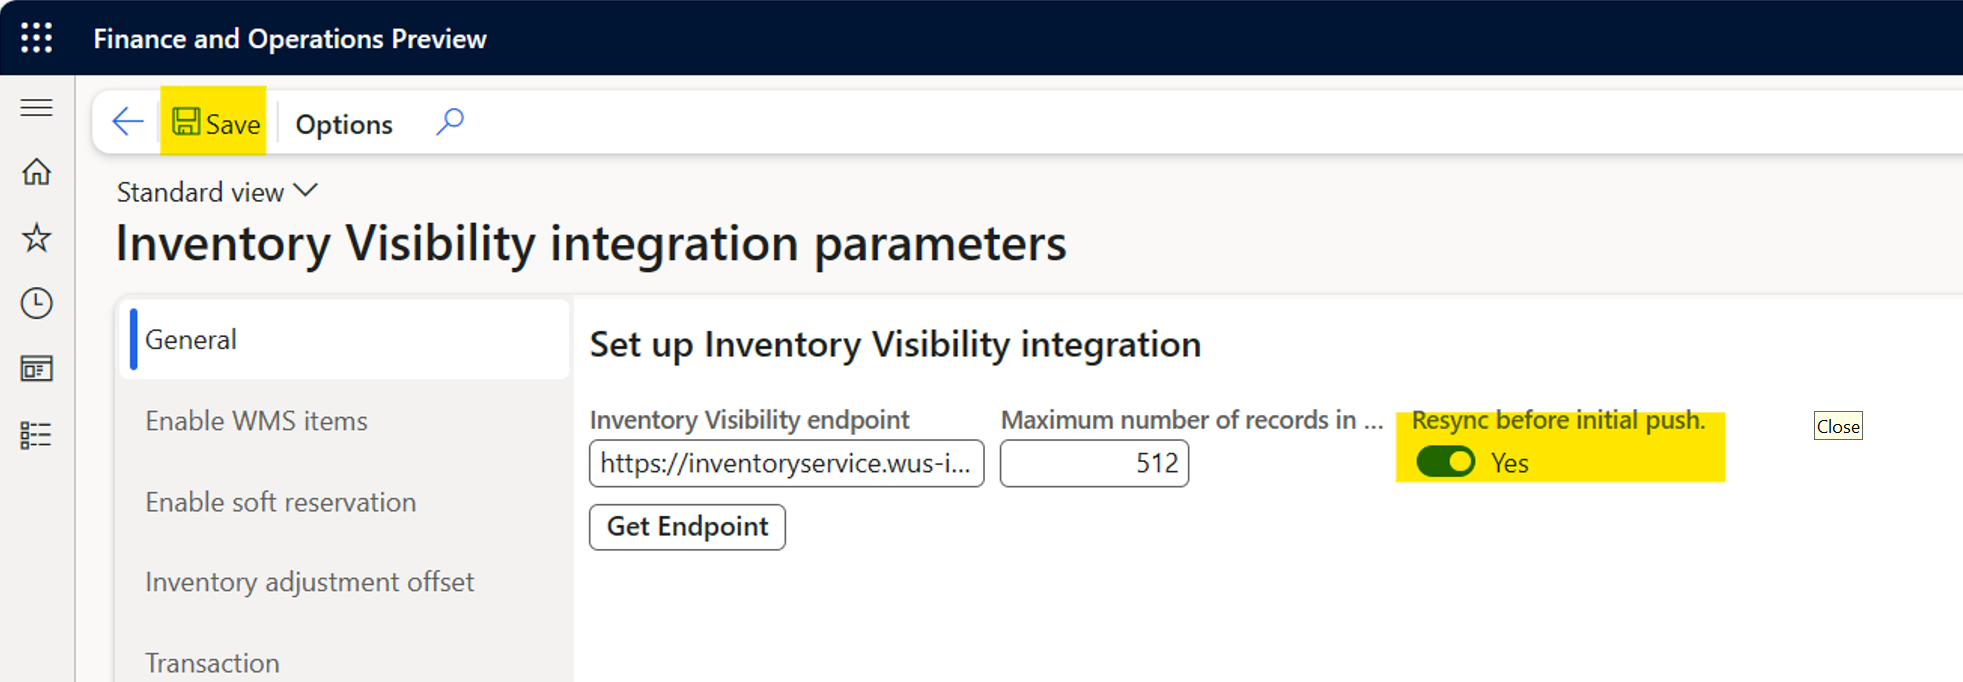 Finance and Operations Preview
Save
Options
Standard view
Inventory Visibility integration parameters
General
Enable WMS items
Enable soft reservation
Inventory adjustment offset
Transaction
Set up Inventory Visibility integration
Inventory Visibility endpoint
https://inventoryservice.wus-i...
Get Endpoint
Maximum number of records in ...
512
Resync before initial push.
Yes
Close